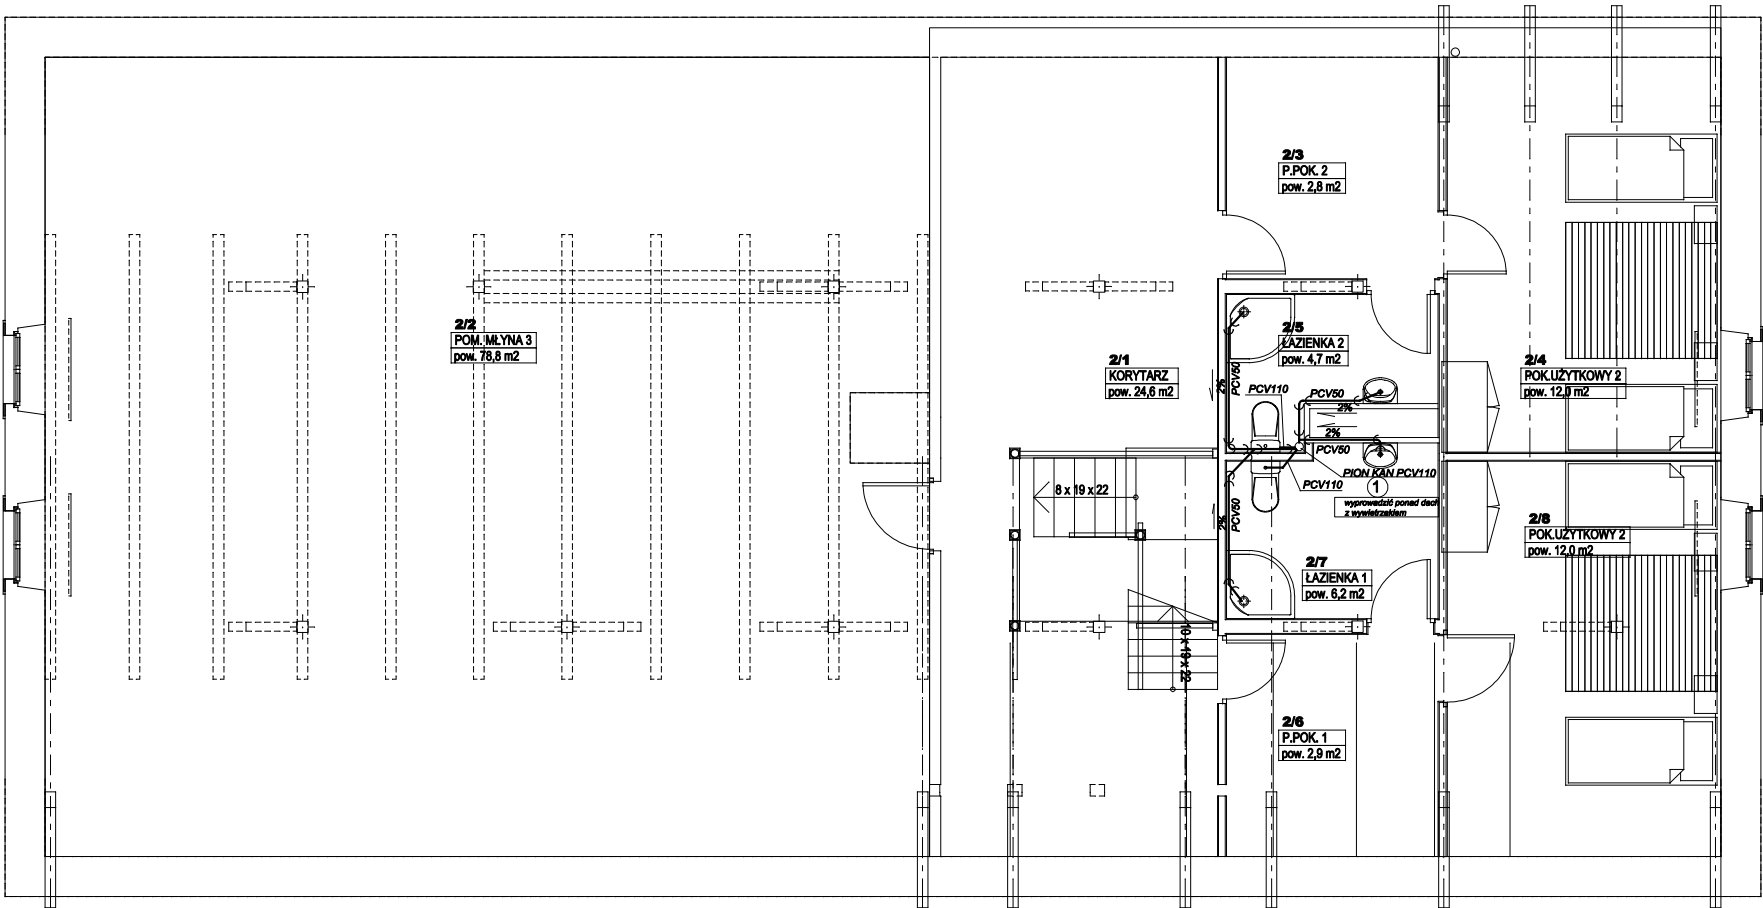 2/3
P.POK. 2
pow. 2,8 m2
2/2
POM. MŁYNA 3
pow. 78,8 m2
2/5
ŁAZIENKA 2
pow. 4,7 m2
2/1
KORYTARZ
pow. 24,6 m2
2/4
POK.UŻYTKOWY 2
pow. 12,0 m2
2%
PCV50
PCV110
PCV50
2%
2%
PCV50
PION KAN PCV110
PCV110
1
wyprowadzić ponad dach
z wywietrzakiem
8 x 19 x 22
2%
PCV50
2/8
POK.UŻYTKOWY 2
pow. 12,0 m2
2/7
ŁAZIENKA 1
pow. 6,2 m2
10 x 19 x 22
2/6
P.POK. 1
pow. 2,9 m2